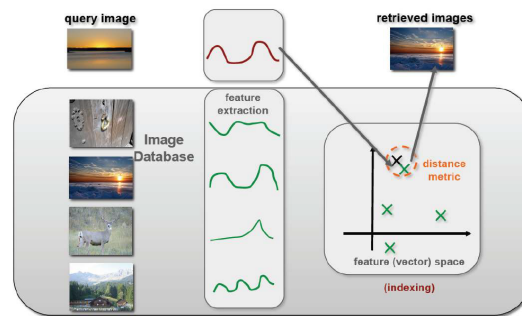 query image
retrieved images
feature
extraction
Image
Database
distance
metric
feature (vector) space
(indexing)